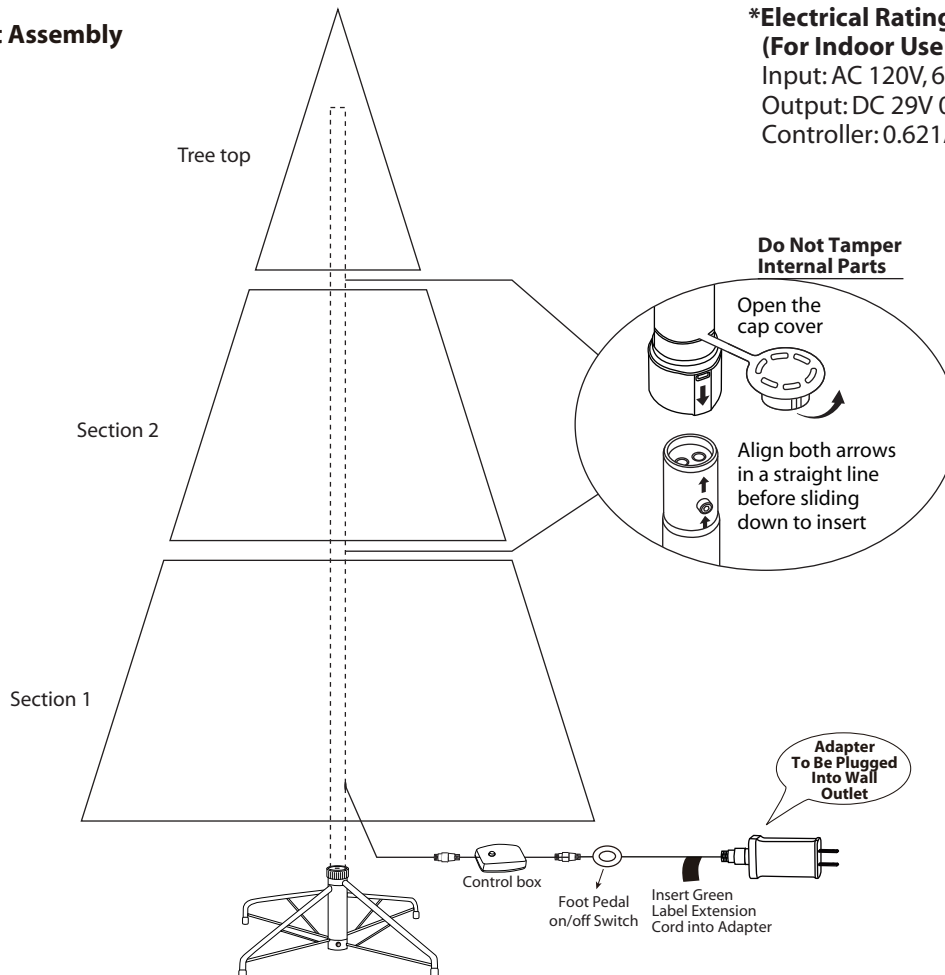 Assembly
*Electrical Rating
(For Indoor Use
Input: AC 120V, 6
Output: DC 29V 0
Controller: 0.621
Tree top
Do Not Tamper
Internal Parts
Open the
cap cover
Section 2
Align both arrows
in a straight line
before sliding
down to insert
Section 1
Adapter
To Be Plugged
Into Wall
Outlet
Control box
Foot Pedal
on/off Switch
Insert Green
Label Extension
Cord into Adapter